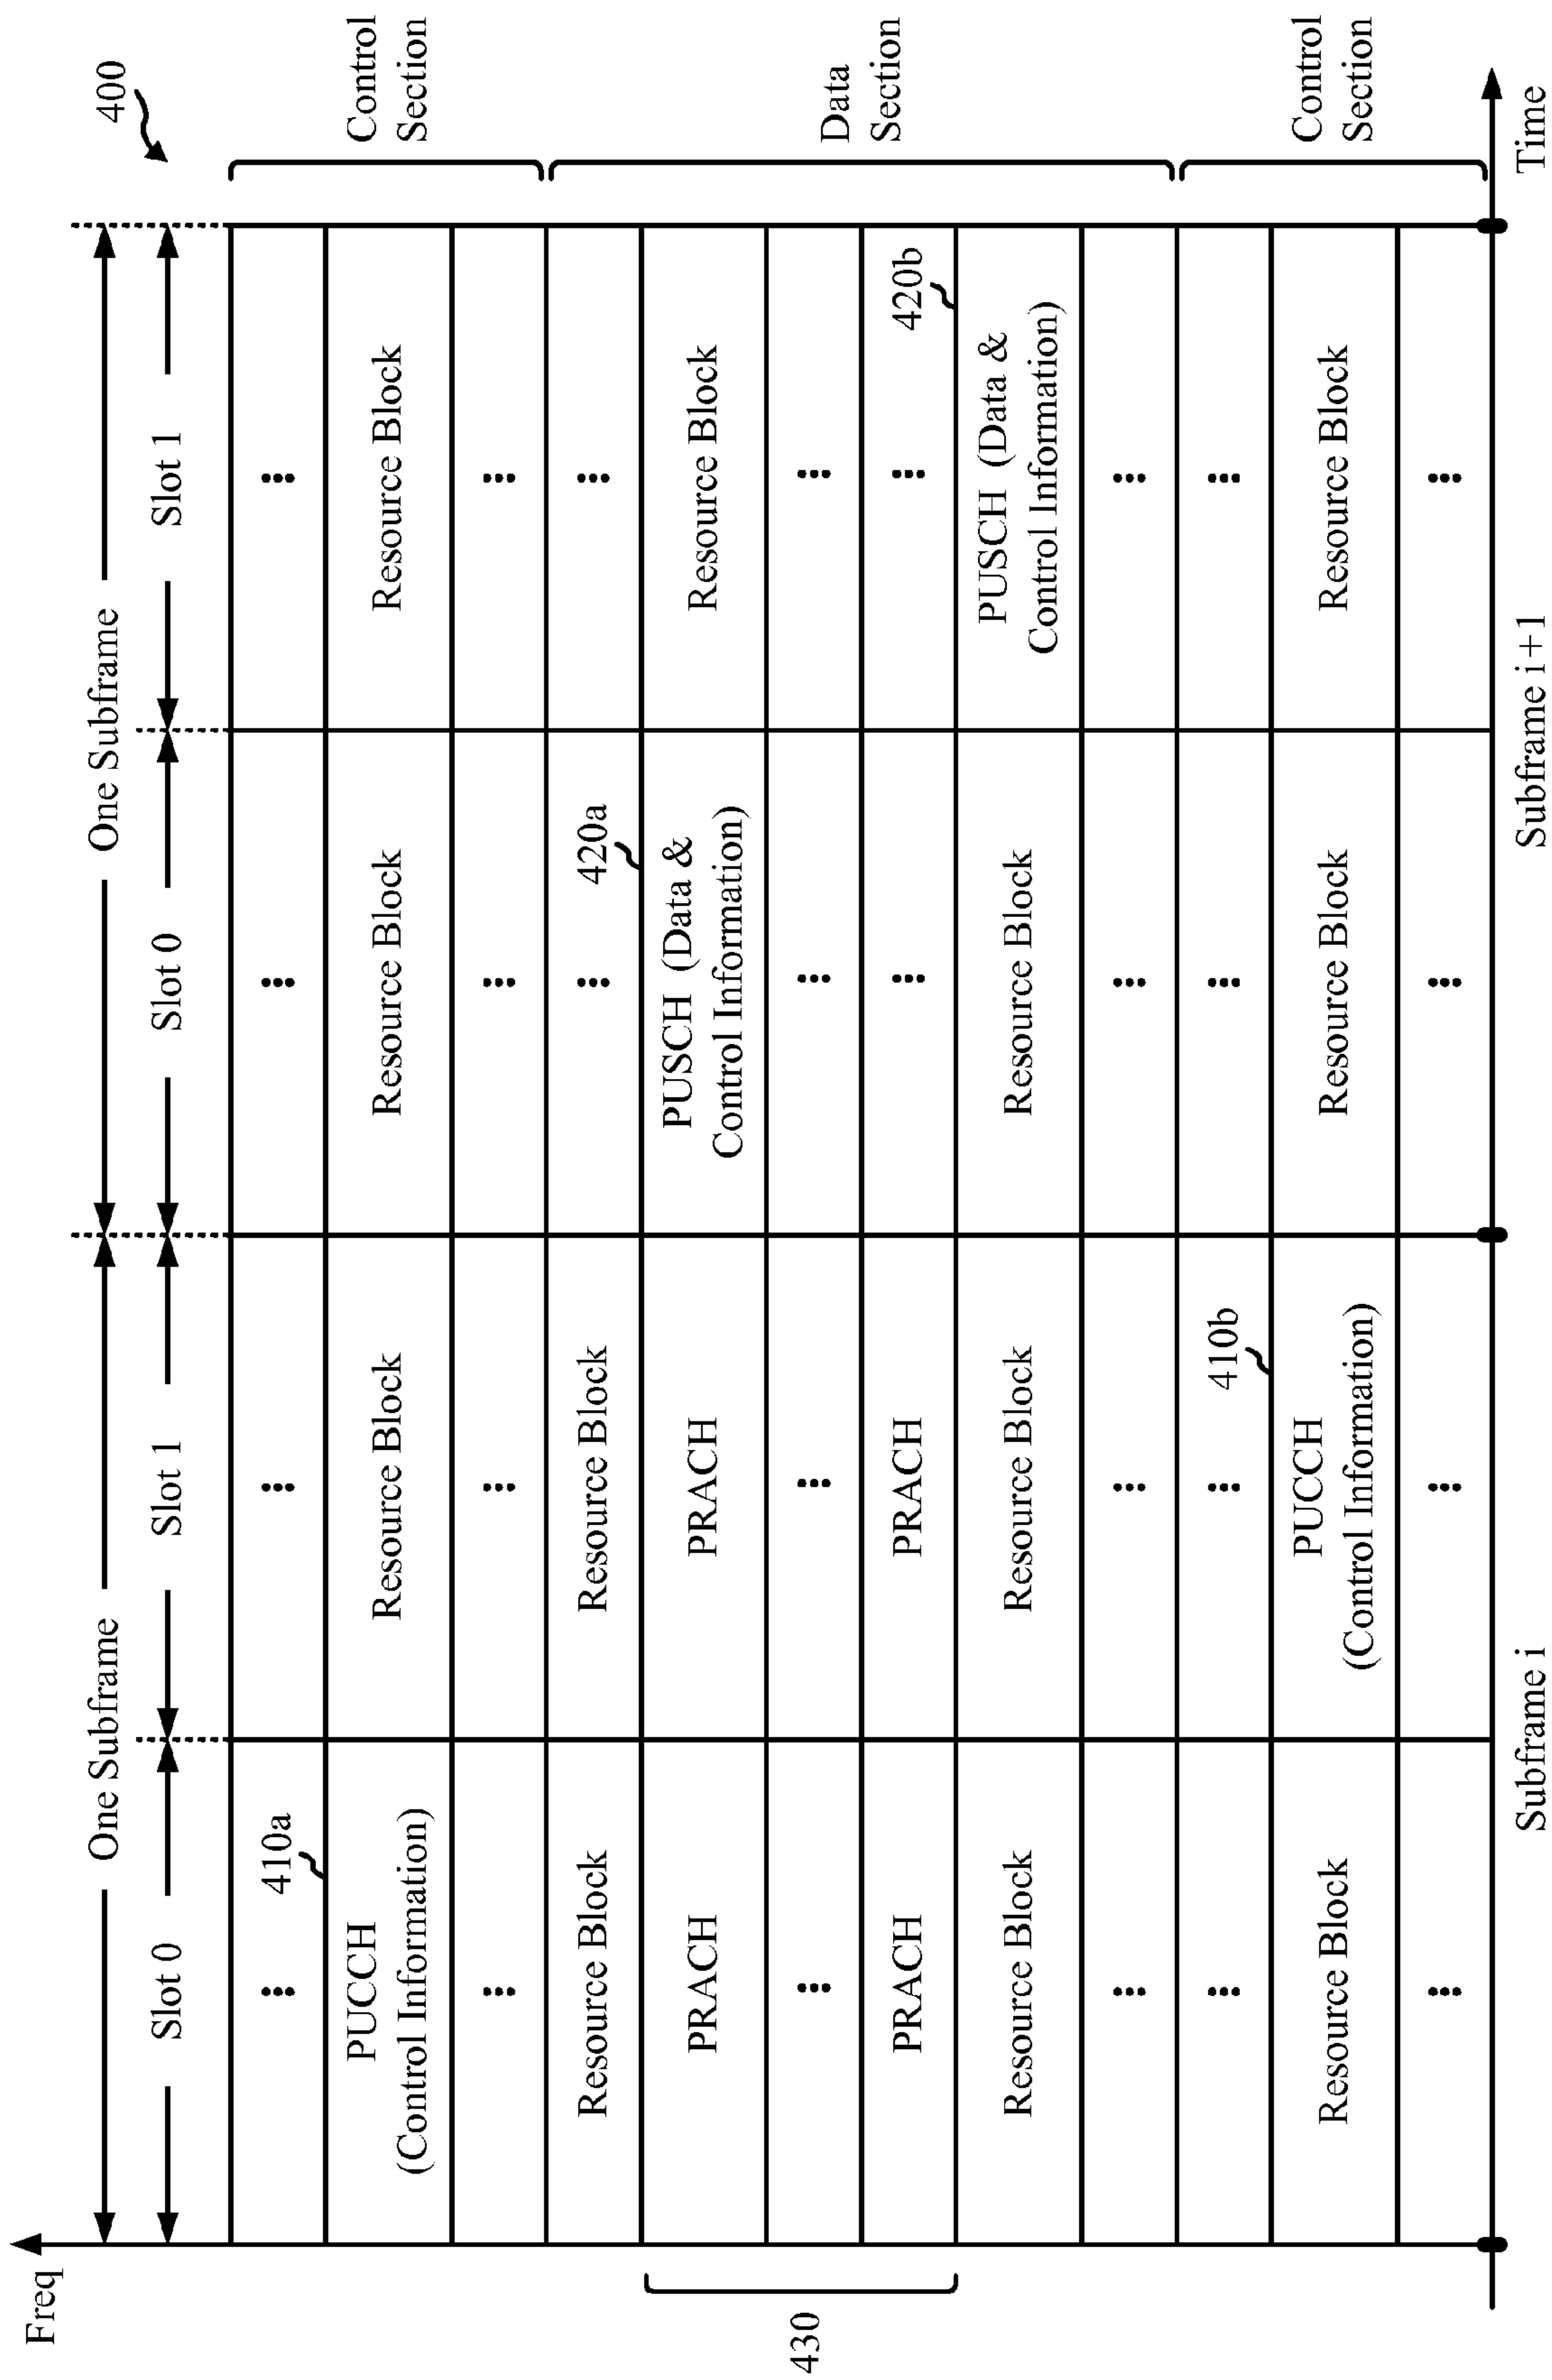 400
One Subframe
One Subframe
Slot 0
Slot 1
Slot 0
Slot 1
Freq
410a
PUCCH
(Control Information)
Resource Block
Resource Block
Resource Block
Control
Section
Resource Block
Resource Block
420a
PRACH
PRACH
PUSCH (Data &
Control Information)
Resource Block
430
Data
Section
PRACH
PRACH
420b
Resource Block
Resource Block
Resource Block
PUSCH (Data &
Control Information)
410b
Resource Block
PUCCH
(Control Information)
Resource Block
Resource Block
Control
Section
Subframe i
Subframe i+1
Time